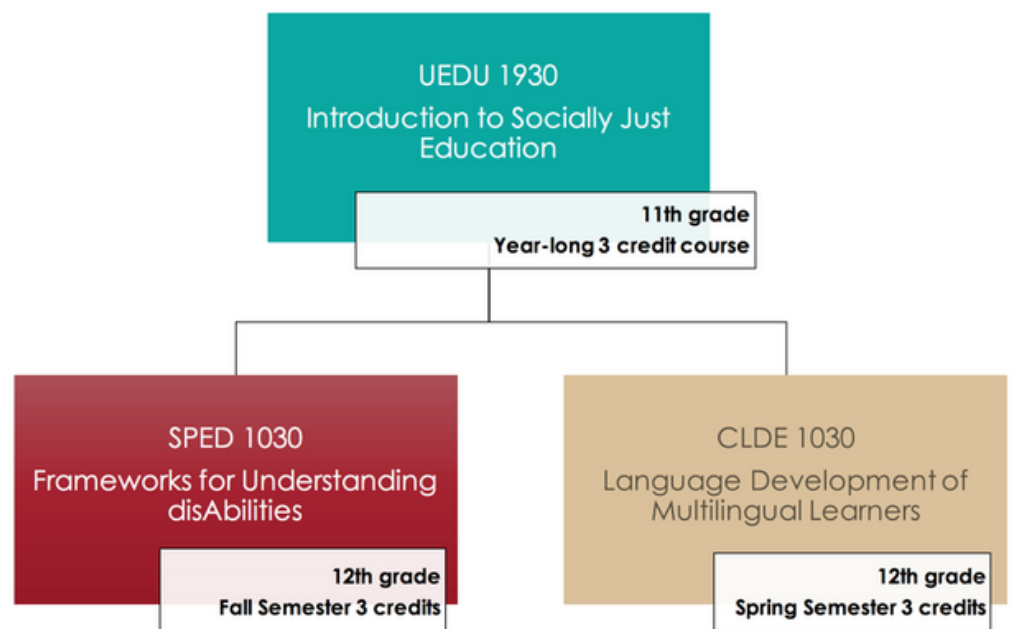 UEDU 1930
Introduction to Socially Just
Education
11th grade
Year-long 3 credit course
SPED 1030
Frameworks for Understanding
disAbilities
12th grade
Fall Semester 3 credits
CLDE 1030
Language Development of
Multilingual Learners
12th grade
Spring Semester 3 credits